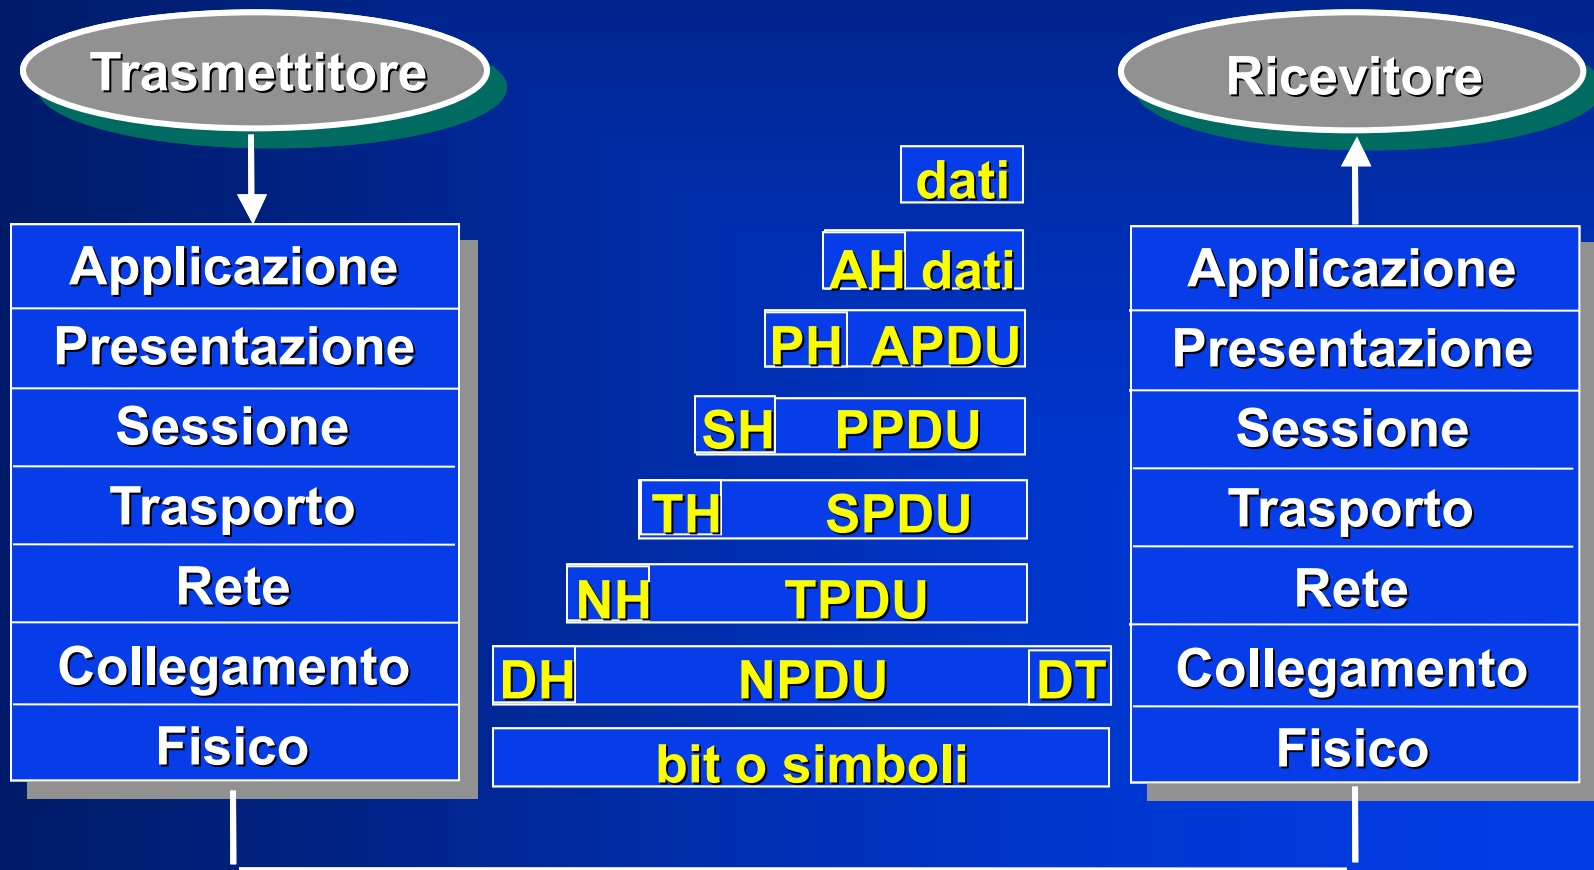 Trasmettitore
Ricevitore
dati
Applicazione
AH dati
Applicazione
Presentazione
PH APDU
Presentazione
Sessione
SH PPDU
Sessione
Trasporto
TH SPDU
Trasporto
Rete
NH TPDU
Rete
Collegamento
DH NPDU DT
Collegamento
Fisico
bit o simboli
Fisico